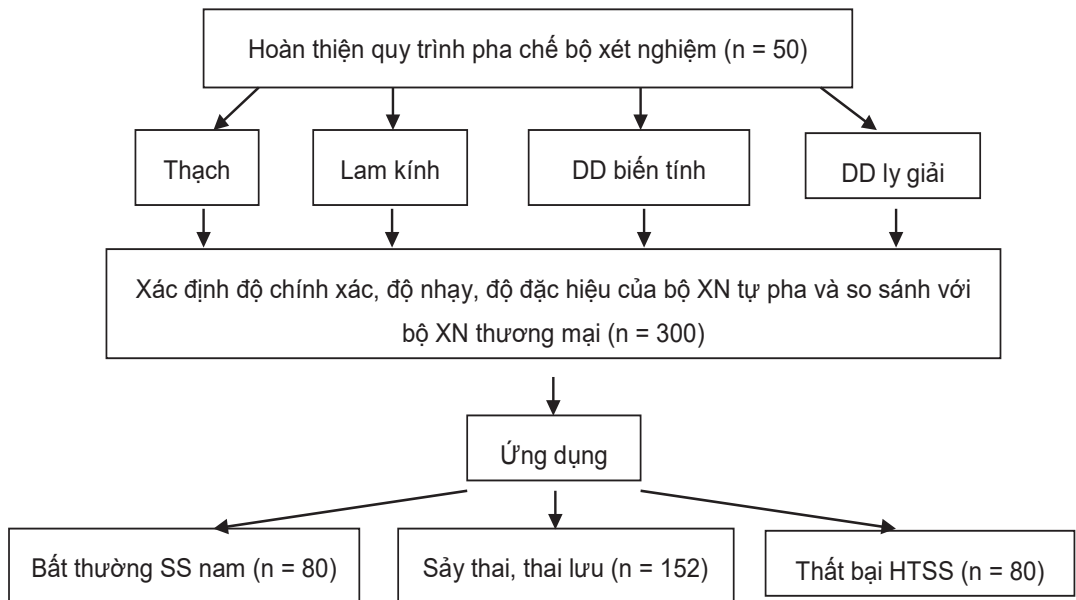 Hoàn thiện quy trình pha chế bộ xét nghiệm (n = 50)
Thạch
Lam kính
DD biến tính
DD ly giải
Xác định độ chính xác, độ nhạy, độ đặc hiệu của bộ XN tự pha và so sánh với
bộ XN thương mại (n = 300)
Ứng dụng
Bất thường SS nam (n = 80)
Sảy thai, thai lưu (n = 152)
Thất bại HTSS (n = 80)